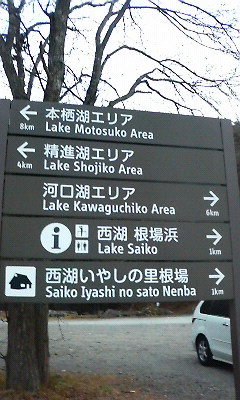 本栖湖エリア
8km Lake Motosuko Area
精進湖エリア
4km Lake Shojiko Area
河口湖エリア
Lake Kawaguchiko Area 6km
i 西湖 根場浜
Lake Saiko 1km
西湖いやしの里根場
Saiko Iyashi no sato Nenba 1km